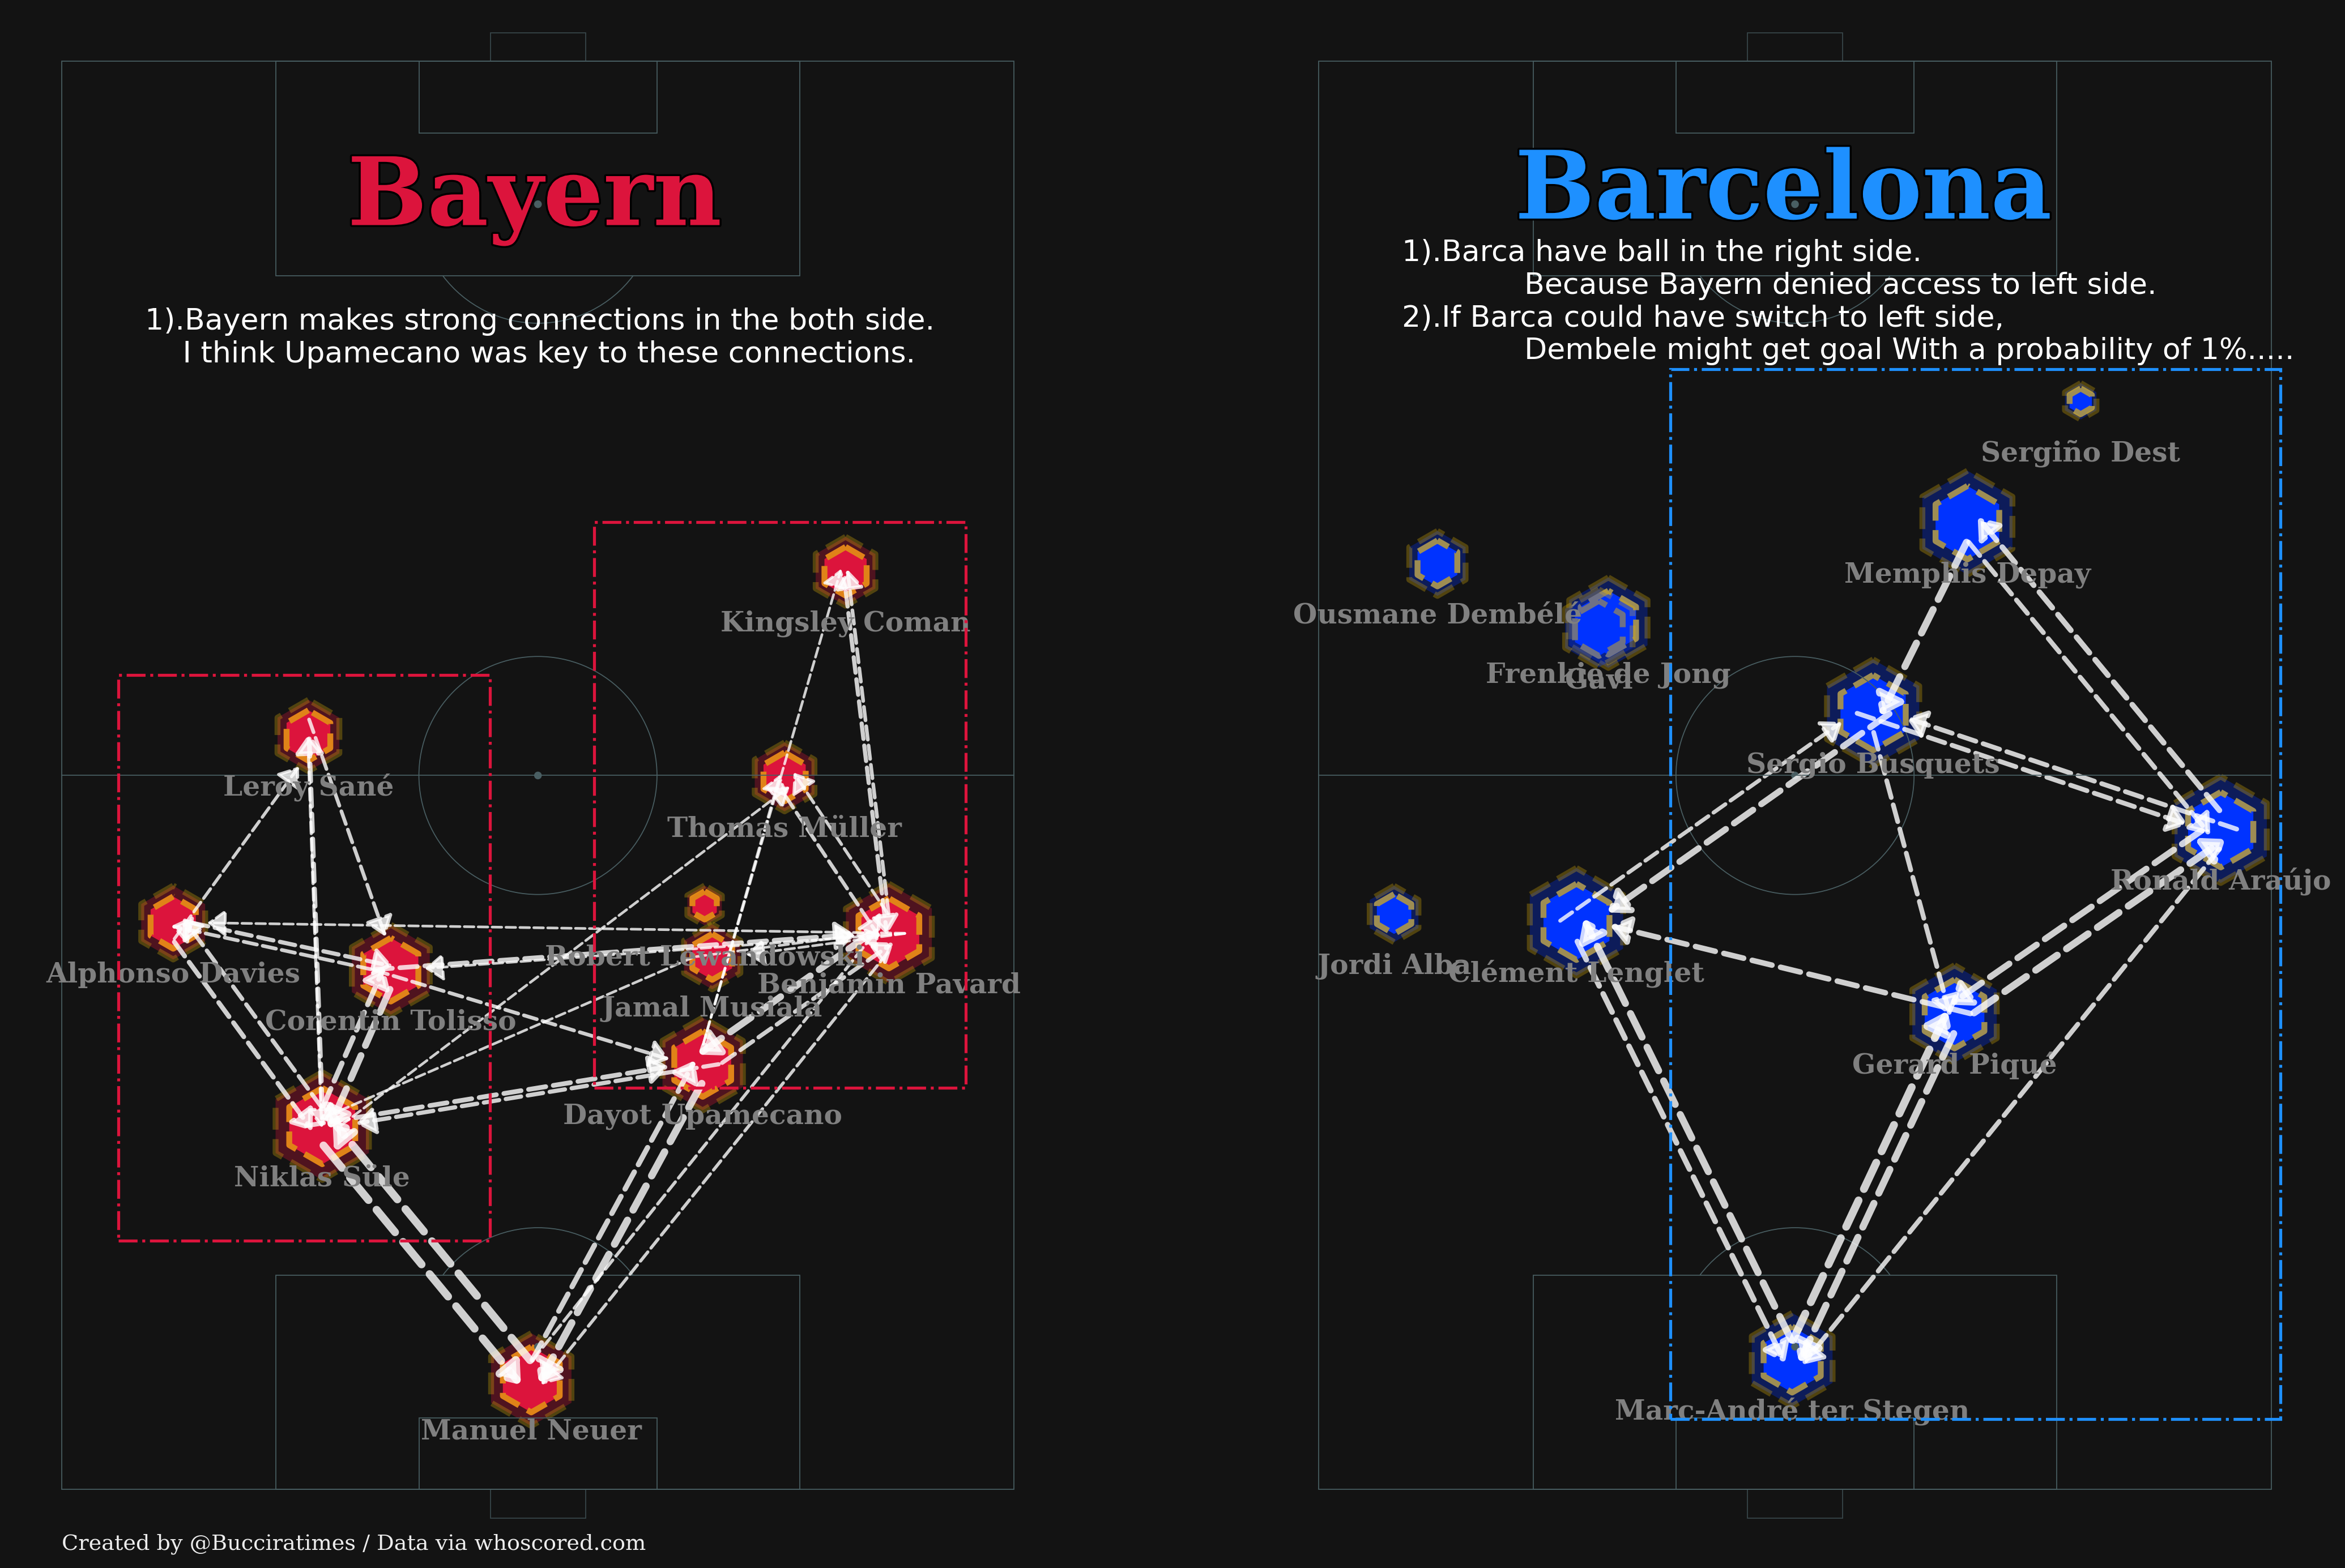 Bayern
1).Bayern makes strong connections in the both side.
I think Upamecano was key to these connections.
Kingsley Coman
Leroy Sané
Thomas Müller
Robert Lewandowski
Alphonso Davies
Benjamin Pavard
Jamal Musiala
Corentin Tolisso
Dayot Upamecano
Niklas Süle
Manuel Neuer
Barcelona
1).Barca have ball in the right side.
Because Bayern denied access to left side.
2).If Barca could have switch to left side,
Dembele might get goal With a probability of 1%.....
Sergiño Dest
Memphis Depay
Ousmane Dembélé
Frenkie de Jong
Gavi
Sergio Busquets
Ronald Araújo
Jordi Alba
Clément Lenglet
Gerard Piqué
Marc-André ter Stegen
Created by @Bucciratimes / Data via whoscored.com